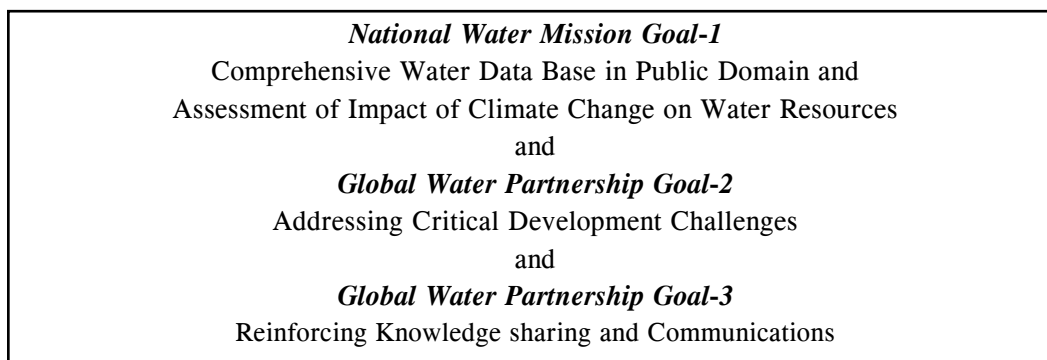 National Water Mission Goal-1
Comprehensive Water Data Base in Public Domain and
Assessment of Impact of Climate Change on Water Resources
and
Global Water Partnership Goal-2
Addressing Critical Development Challenges
and
Global Water Partnership Goal-3
Reinforcing Knowledge sharing and Communications